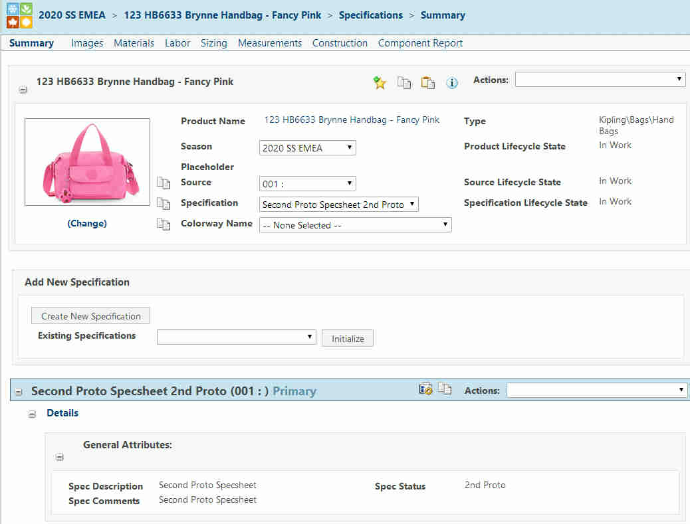 2020 SS EMEA > 123 HB6633 Brynne Handbag - Fancy Pink > Specifications > Summary
Summary Images Materials Labor Sizing Measurements Construction Component Report
123 HB6633 Brynne Handbag - Fancy Pink Actions:
Product Name 123 HB6633 Brynne Handbag - Fancy Pink Type Kipling\Bags\Hand Bags
Season 2020 SS EMEA Product Lifecycle State In Work
Placeholder
Source 001 : Source Lifecycle State In Work
Specification Second Proto Specsheet 2nd Proto Specification Lifecycle State In Work
(Change) Colorway Name -- None Selected --
Add New Specification
Create New Specification
Existing Specifications Initialize
Second Proto Specsheet 2nd Proto (001 : ) Primary Actions:
Details
General Attributes:
Spec Description Second Proto Specsheet Spec Status 2nd Proto
Spec Comments Second Proto Specsheet